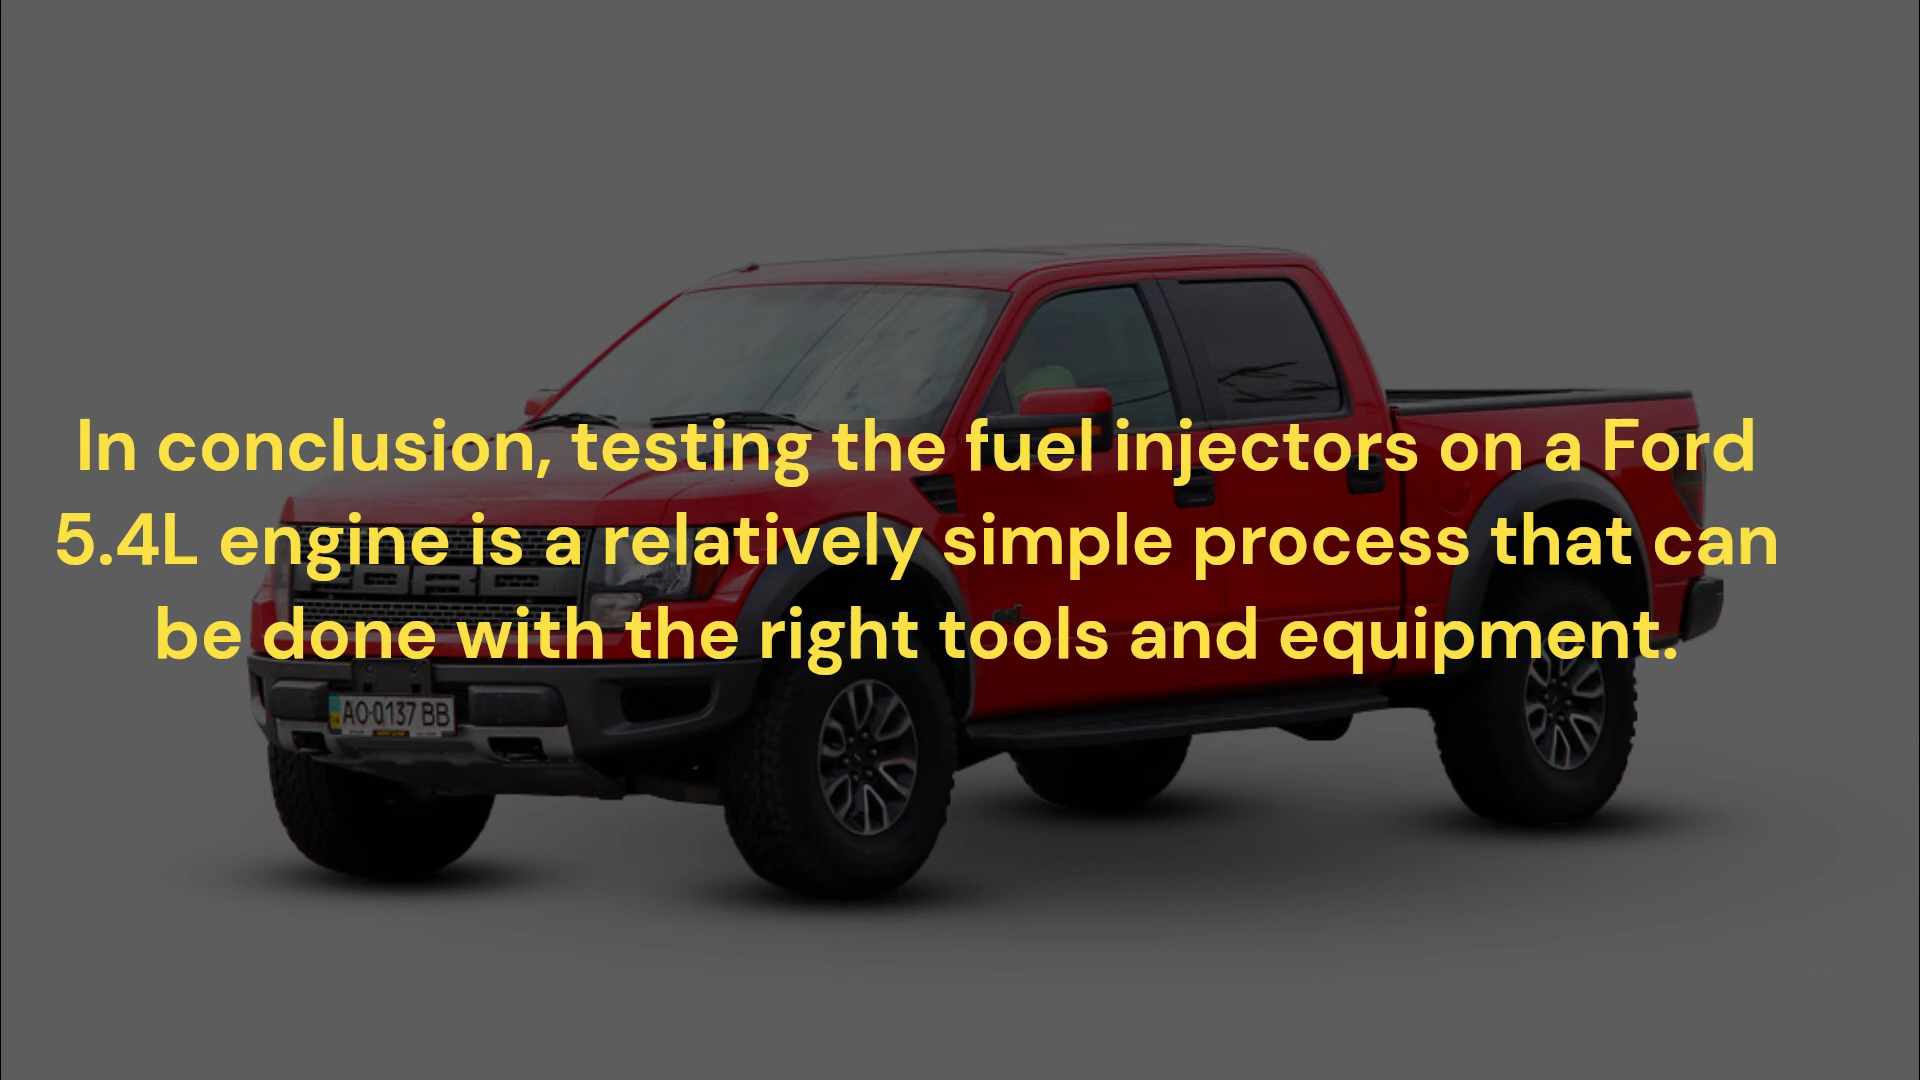 In conclusion, testing the fuel injectors on a Ford
5.4L engine is a relatively simple process that can
be done with the right tools and equipment.
FORD
AO 0137 BB